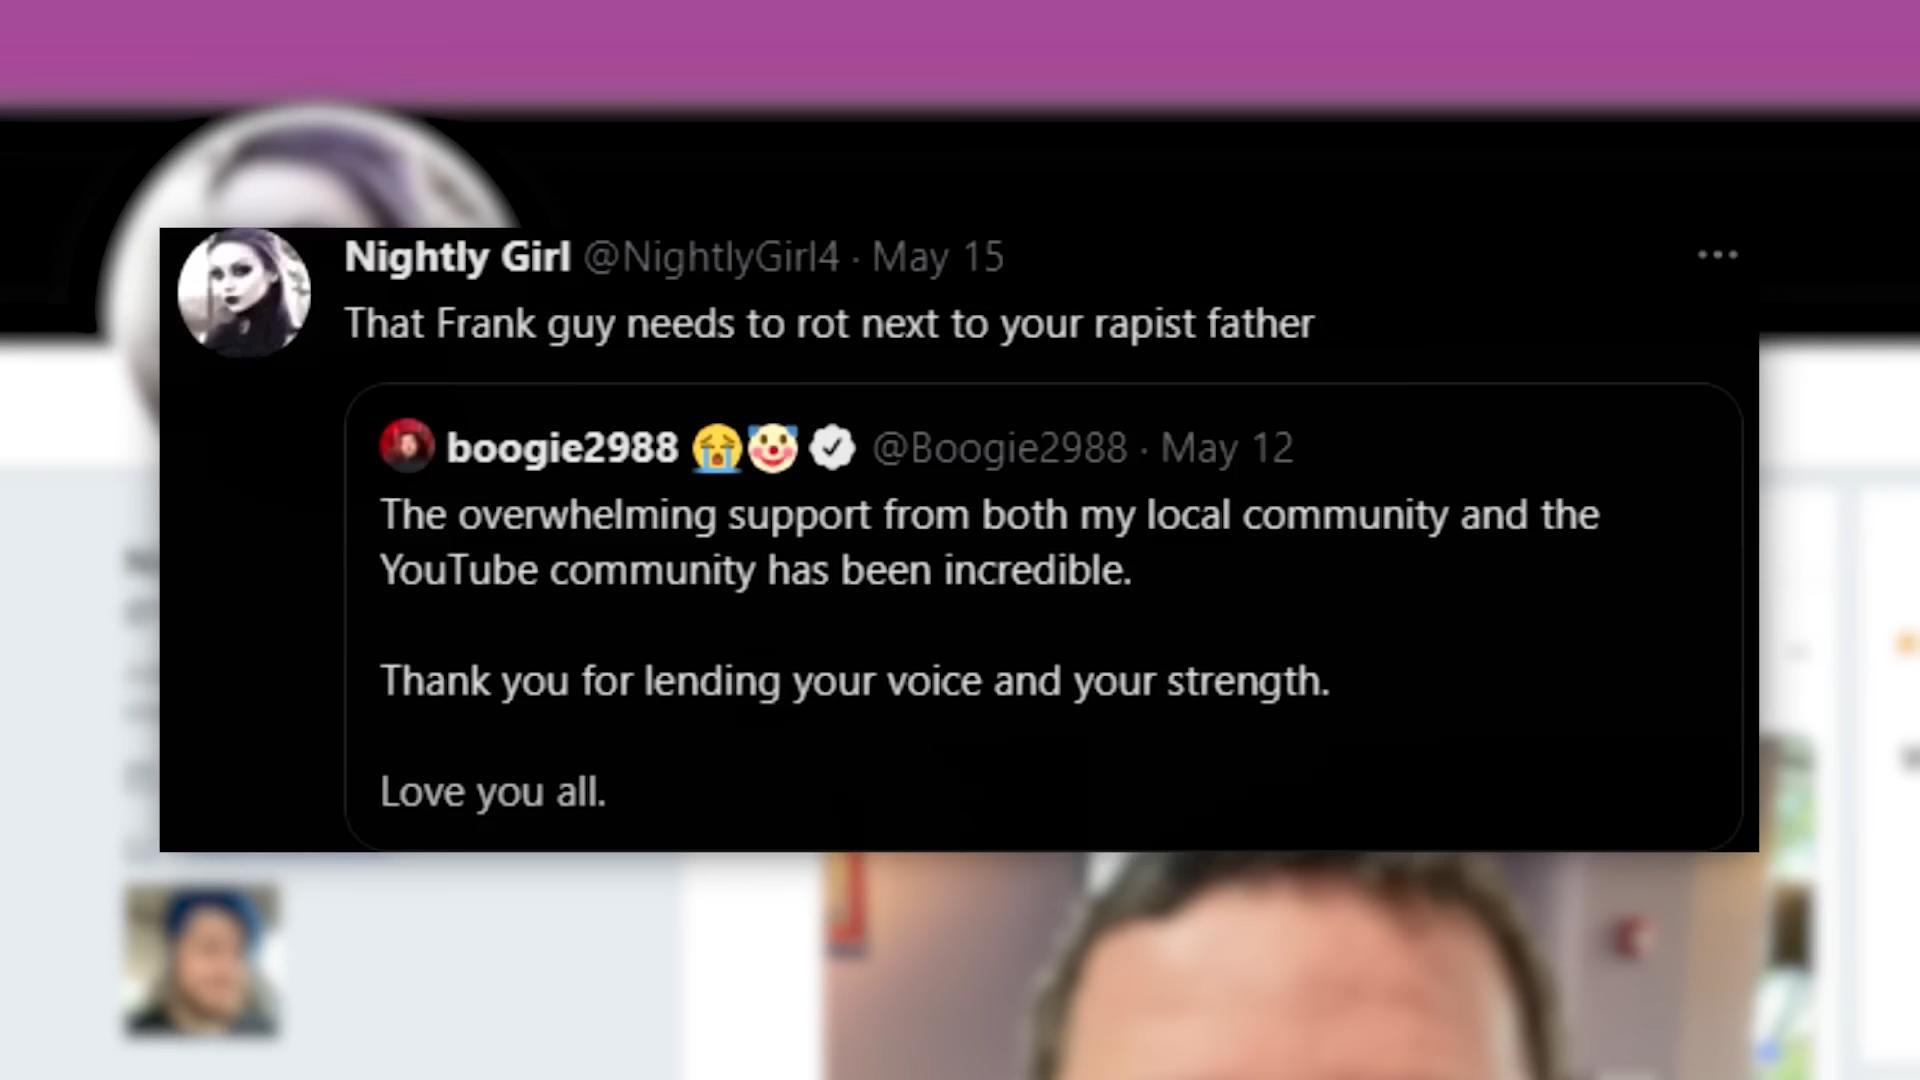 Nightly Girl @NightlyGirl4 · May 15
That Frank guy needs to rot next to your rapist father
boogie2988 😭🤡 @Boogie2988 · May 12
The overwhelming support from both my local community and the
YouTube community has been incredible.
Thank you for lending your voice and your strength.
Love you all.